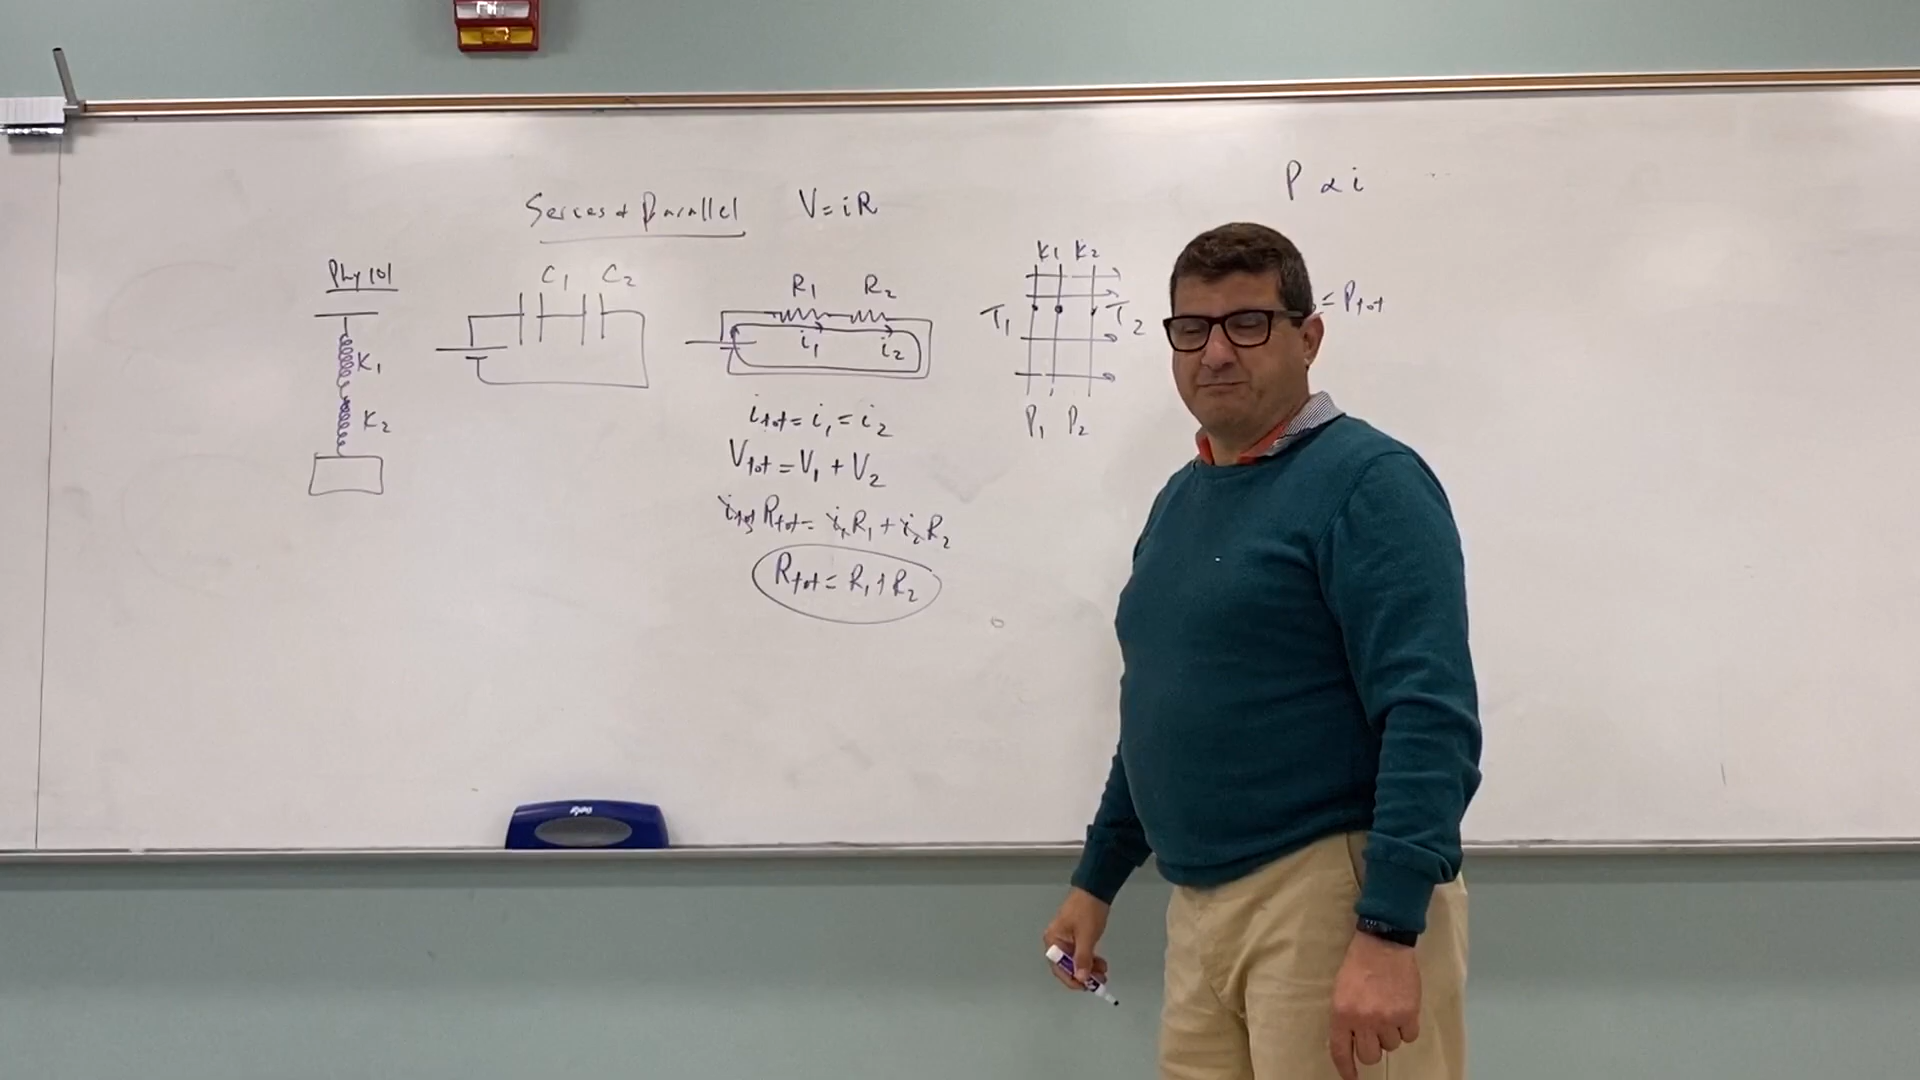 Series & Parallel V=iR
P ∝ i
Phy 101
C1 C2
R1 R2
K1 K2
T1 T2
= Ptot
i1 i2
K1
K2
P1 P2
itot = i1 = i2
Vtot = V1 + V2
itot Rtot = i1R1 + i2R2
Rtot = R1+R2
EXPO